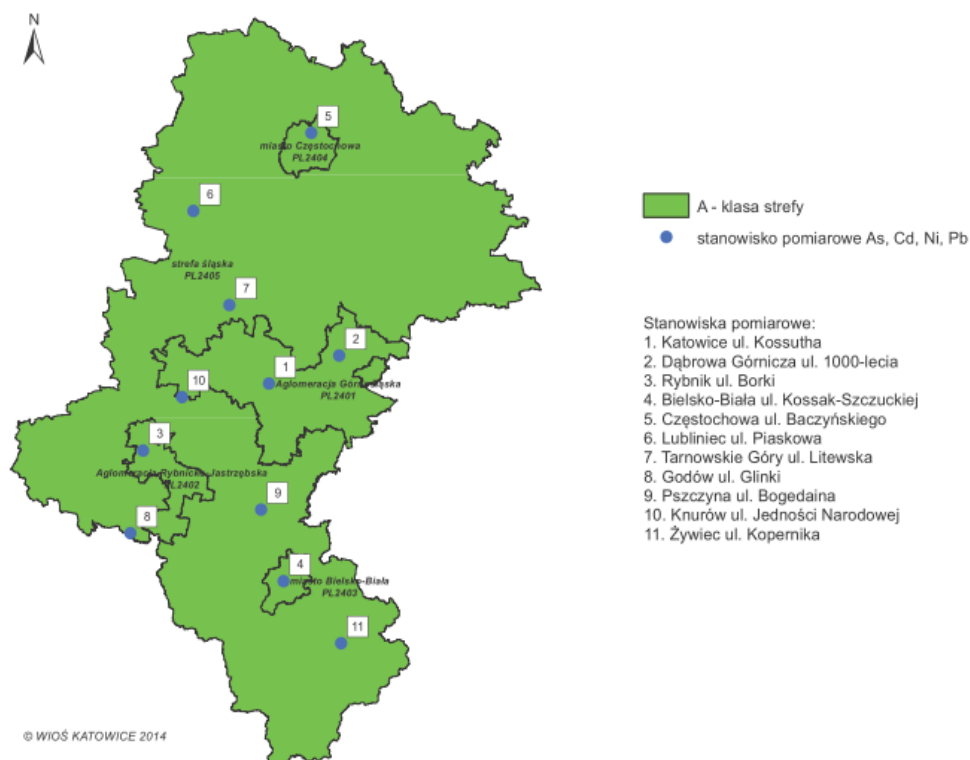 N
5
miasto Częstochowa
PL2404
6
strefa śląska
PL2405
7
2
1
Aglomeracja Górnośląska
PL2401
10
3
Aglomeracja Rybnicko-Jastrzębska
PL2402
9
8
4
miasto Bielsko-Biała
PL2403
11
© WIOŚ KATOWICE 2014
A - klasa strefy
stanowisko pomiarowe As, Cd, Ni, Pb
Stanowiska pomiarowe:
1. Katowice ul. Kossutha
2. Dąbrowa Górnicza ul. 1000-lecia
3. Rybnik ul. Borki
4. Bielsko-Biała ul. Kossak-Szczuckiej
5. Częstochowa ul. Baczyńskiego
6. Lubliniec ul. Piaskowa
7. Tarnowskie Góry ul. Litewska
8. Godów ul. Glinki
9. Pszczyna ul. Bogedaina
10. Knurów ul. Jedności Narodowej
11. Żywiec ul. Kopernika